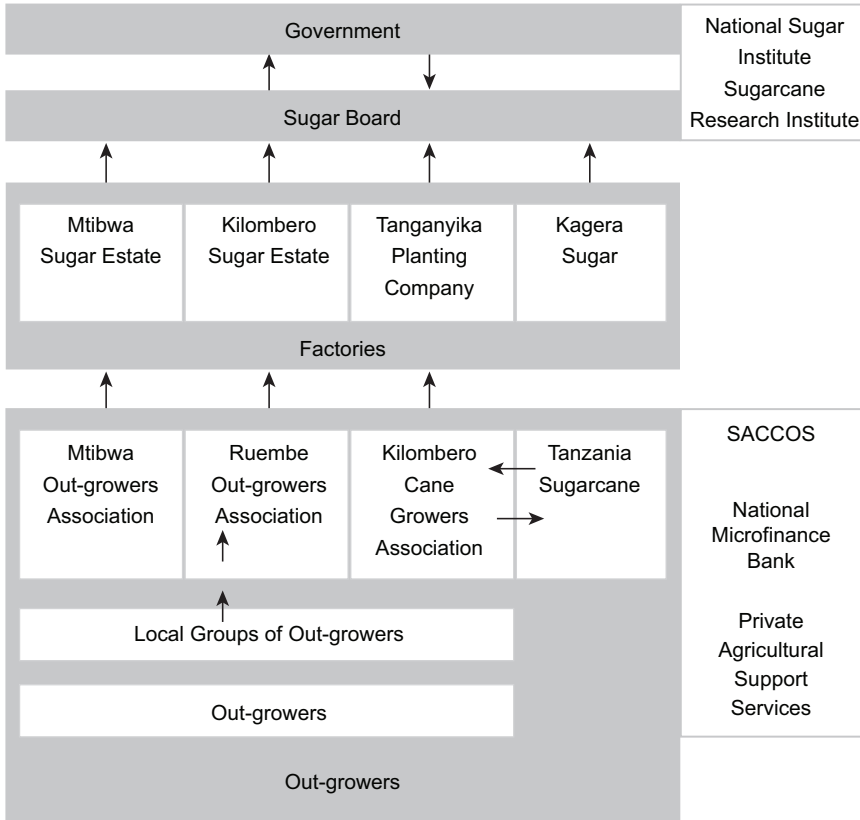 Government
National Sugar
Institute
Sugarcane
Research Institute
Sugar Board
Mtibwa
Sugar Estate
Kilombero
Sugar Estate
Tanganyika
Planting
Company
Kagera
Sugar
Factories
Mtibwa
Out-growers
Association
Ruembe
Out-growers
Association
Kilombero
Cane
Growers
Association
Tanzania
Sugarcane
SACCOS
National
Microfinance
Bank
Private
Agricultural
Support
Services
Local Groups of Out-growers
Out-growers
Out-growers